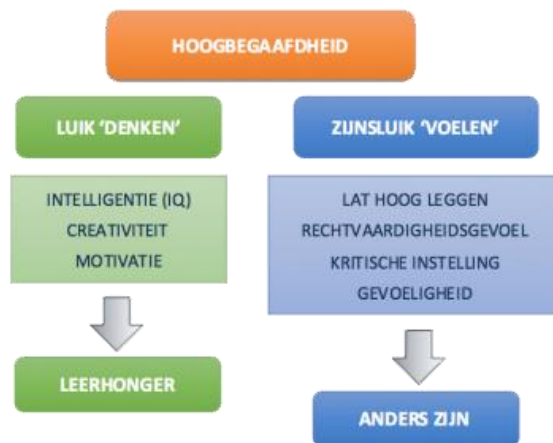 HOOGBEGAAFDHEID
LUIK ‘DENKEN’
INTELLIGENTIE (IQ)
CREATIVITEIT
MOTIVATIE
LEERHONGER
ZIJNSLUIK ‘VOELEN’
LAT HOOG LEGGEN
RECHTVAARDIGHEIDSGEVOEL
KRITISCHE INSTELLING
GEVOELIGHEID
ANDERS ZIJN